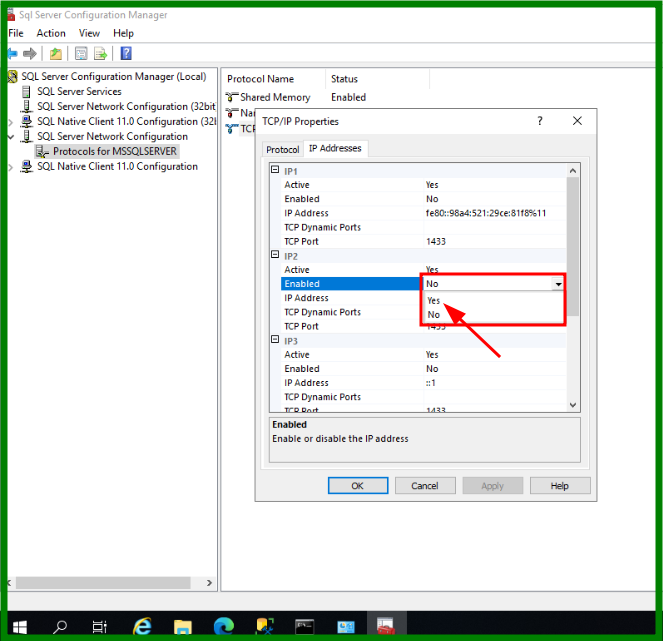 Sql Server Configuration Manager
File Action View Help
SQL Server Configuration Manager (Local)
SQL Server Services
SQL Server Network Configuration (32bit
SQL Native Client 11.0 Configuration (32l
SQL Server Network Configuration
Protocols for MSSQLSERVER
SQL Native Client 11.0 Configuration
Protocol Name Status
Shared Memory Enabled
Na
TCP
TCP/IP Properties ?
Protocol IP Addresses
IP1
Active Yes
Enabled No
IP Address fe80::98a4:521:29ce:81f8%11
TCP Dynamic Ports
TCP Port 1433
IP2
Active Yes
Enabled No
IP Address
Yes
TCP Dynamic Ports
No
TCP Port 1433
IP3
Active Yes
Enabled No
IP Address ::1
TCP Dynamic Ports
TCP Port 1433
Enabled
Enable or disable the IP address
OK Cancel Apply Help